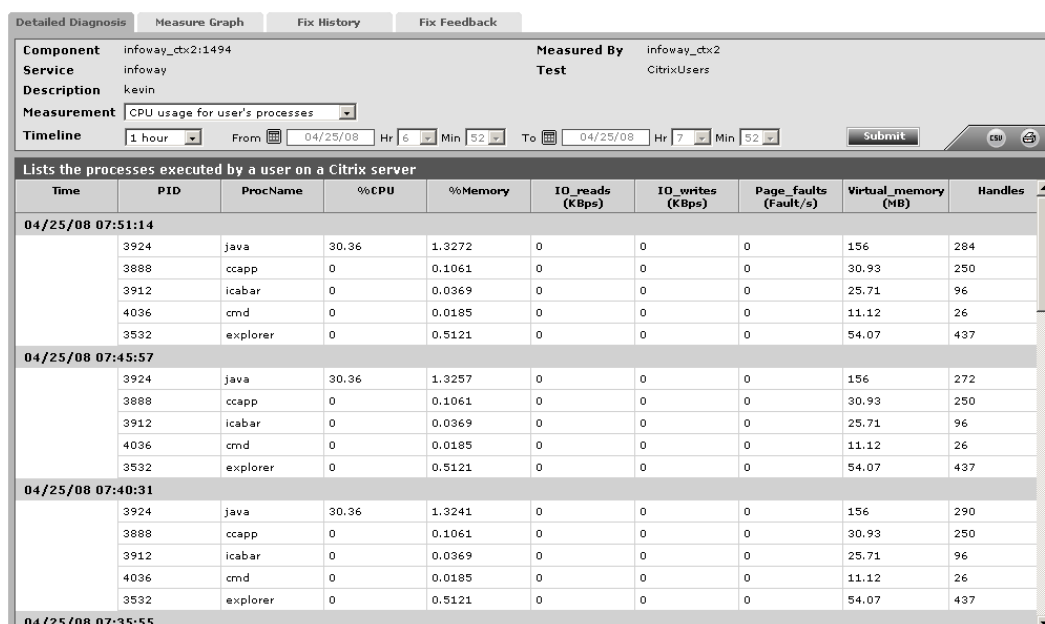 Detailed Diagnosis Measure Graph Fix History Fix Feedback
Component infoway_ctx2:1494 Measured By infoway_ctx2
Service infoway Test CitrixUsers
Description kevin
Measurement CPU usage for user's processes
Timeline 1 hour From 04/25/08 Hr 6 Min 52 To 04/25/08 Hr 7 Min 52 Submit CSV
Lists the processes executed by a user on a Citrix server
Time PID ProcName %CPU %Memory IO_reads (KBps) IO_writes (KBps) Page_faults (Fault/s) Virtual_memory (MB) Handles
04/25/08 07:51:14
3924 java 30.36 1.3272 0 0 0 156 284
3888 ccapp 0 0.1061 0 0 0 30.93 250
3912 icabar 0 0.0369 0 0 0 25.71 96
4036 cmd 0 0.0185 0 0 0 11.12 26
3532 explorer 0 0.5121 0 0 0 54.07 437
04/25/08 07:45:57
3924 java 30.36 1.3257 0 0 0 156 272
3888 ccapp 0 0.1061 0 0 0 30.93 250
3912 icabar 0 0.0369 0 0 0 25.71 96
4036 cmd 0 0.0185 0 0 0 11.12 26
3532 explorer 0 0.5121 0 0 0 54.07 437
04/25/08 07:40:31
3924 java 30.36 1.3241 0 0 0 156 290
3888 ccapp 0 0.1061 0 0 0 30.93 250
3912 icabar 0 0.0369 0 0 0 25.71 96
4036 cmd 0 0.0185 0 0 0 11.12 26
3532 explorer 0 0.5121 0 0 0 54.07 437
04/25/08 07:35:55